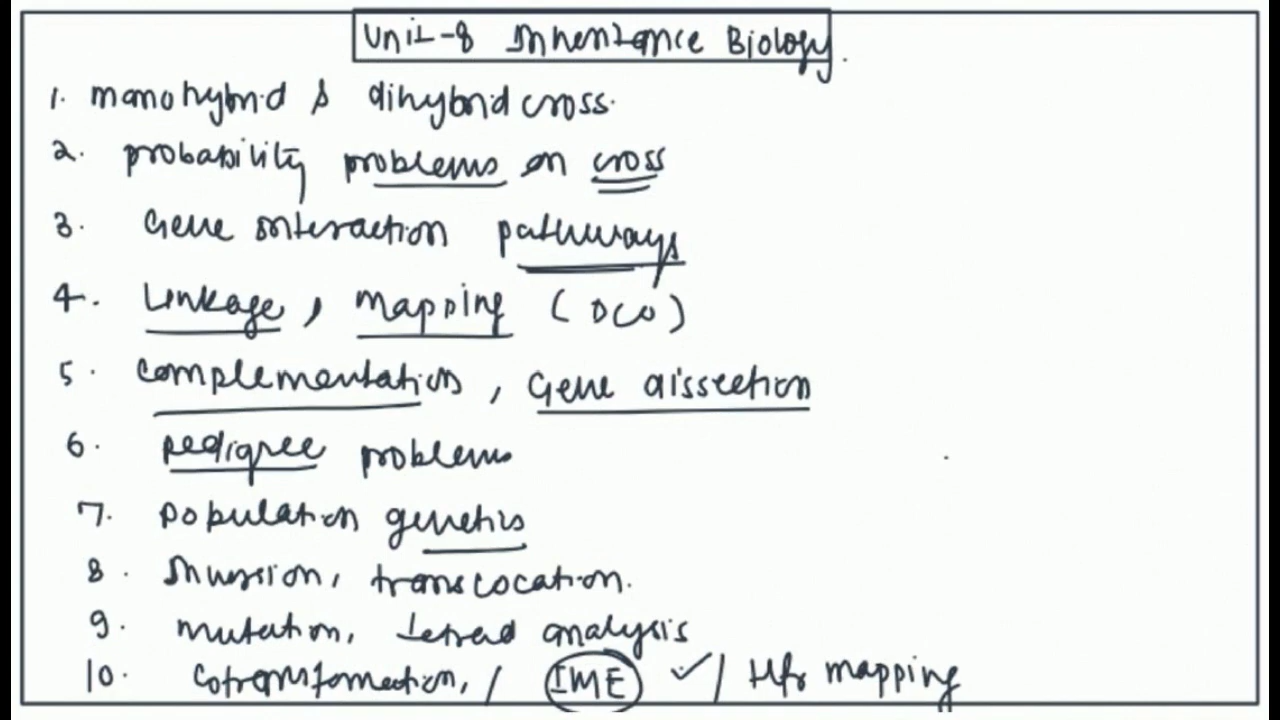 Unit-8 Inheritance Biology.
1. monohybrid & dihybrid cross.
2. probability problems on cross
3. Gene interaction pathways
4. Linkage, mapping (DCO)
5. complementation, Gene dissection
6. pedigree problems
7. population genetics
8. Inversion, translocation.
9. mutation, tetrad analysis
10. Cotransformation, / IME ✓ / Hfr mapping